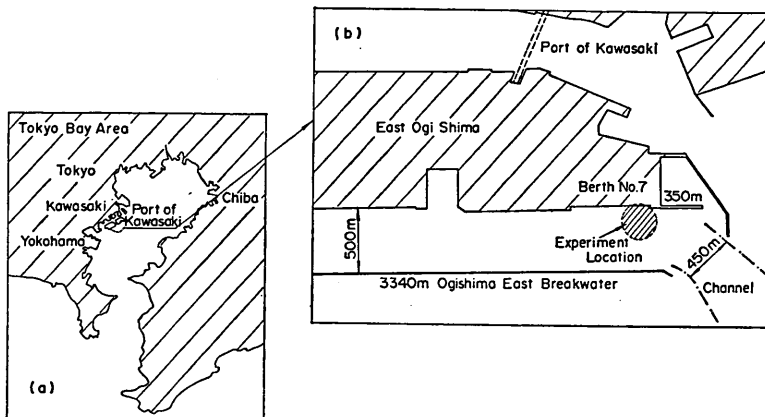 (a)
Tokyo Bay Area
Tokyo
Kawasaki
Port of
Kawasaki
Yokohama
Chiba
(b)
Port of Kawasaki
East Ogi Shima
Berth No.7
350m
500m
Experiment
Location
450m
3340m Ogishima East Breakwater
Channel